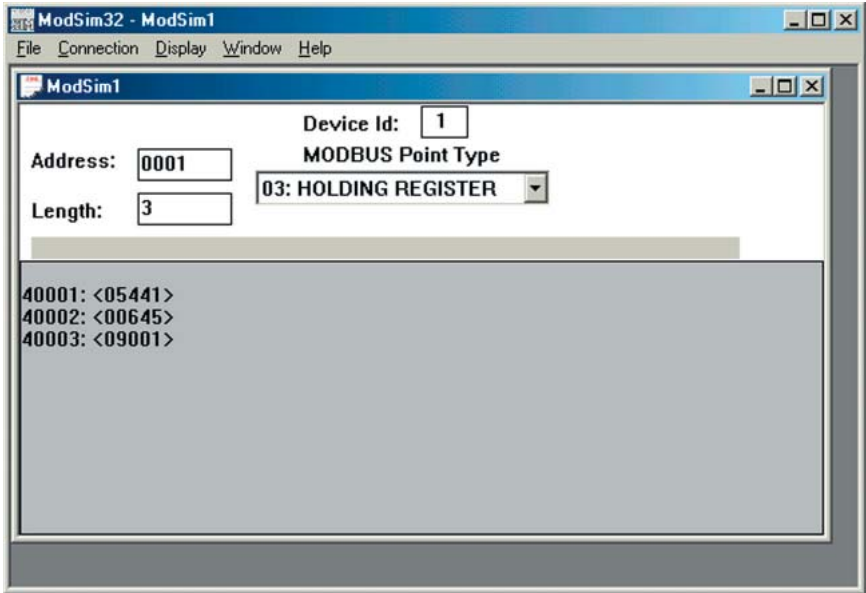 ModSim32 - ModSim1
File Connection Display Window Help
ModSim1
Device Id: 1
Address: 0001
MODBUS Point Type
03: HOLDING REGISTER
Length: 3
40001: <05441>
40002: <00645>
40003: <09001>